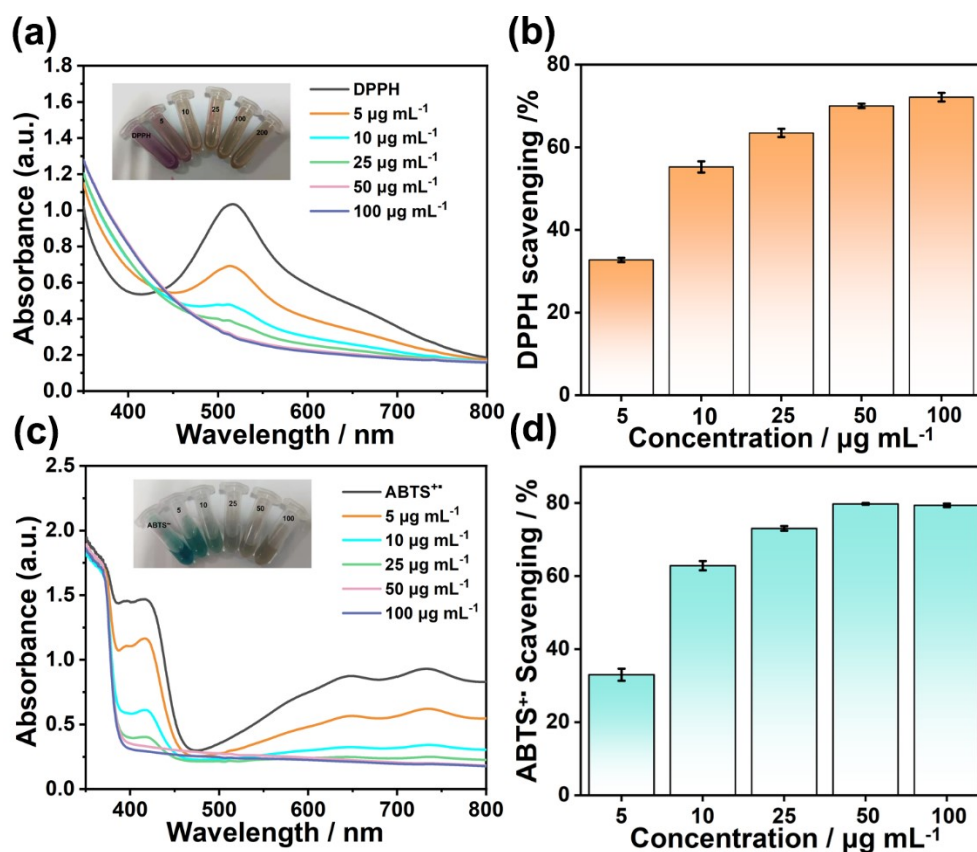 (a)
Absorbance (a.u.)
1.8
1.6
1.4
1.2
1.0
0.8
0.6
0.4
0.2
0.0
DPPH
5
10
25
100
200
DPPH
5 µg mL⁻¹
10 µg mL⁻¹
25 µg mL⁻¹
50 µg mL⁻¹
100 µg mL⁻¹
400 500 600 700 800
Wavelength / nm
(b)
DPPH scavenging /%
80
60
40
20
0
5 10 25 50 100
Concentration / µg mL⁻¹
(c)
Absorbance (a.u.)
2.5
2.0
1.5
1.0
0.5
0.0
5
10
25
50
100
ABTS⁺•
5 µg mL⁻¹
10 µg mL⁻¹
25 µg mL⁻¹
50 µg mL⁻¹
100 µg mL⁻¹
400 500 600 700 800
Wavelength / nm
(d)
ABTS⁺• Scavenging / %
80
60
40
20
0
5 10 25 50 100
Concentration / µg mL⁻¹